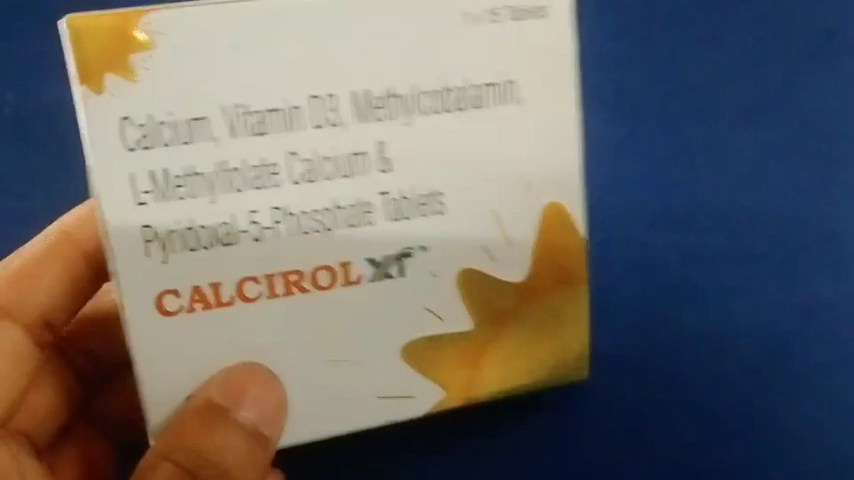 Calcium, Vitamin D3, Methylcobalamin,
L-Methylfolate Calcium &
Pyridoxal-5-Phosphate Tablets
CALCIROL XT